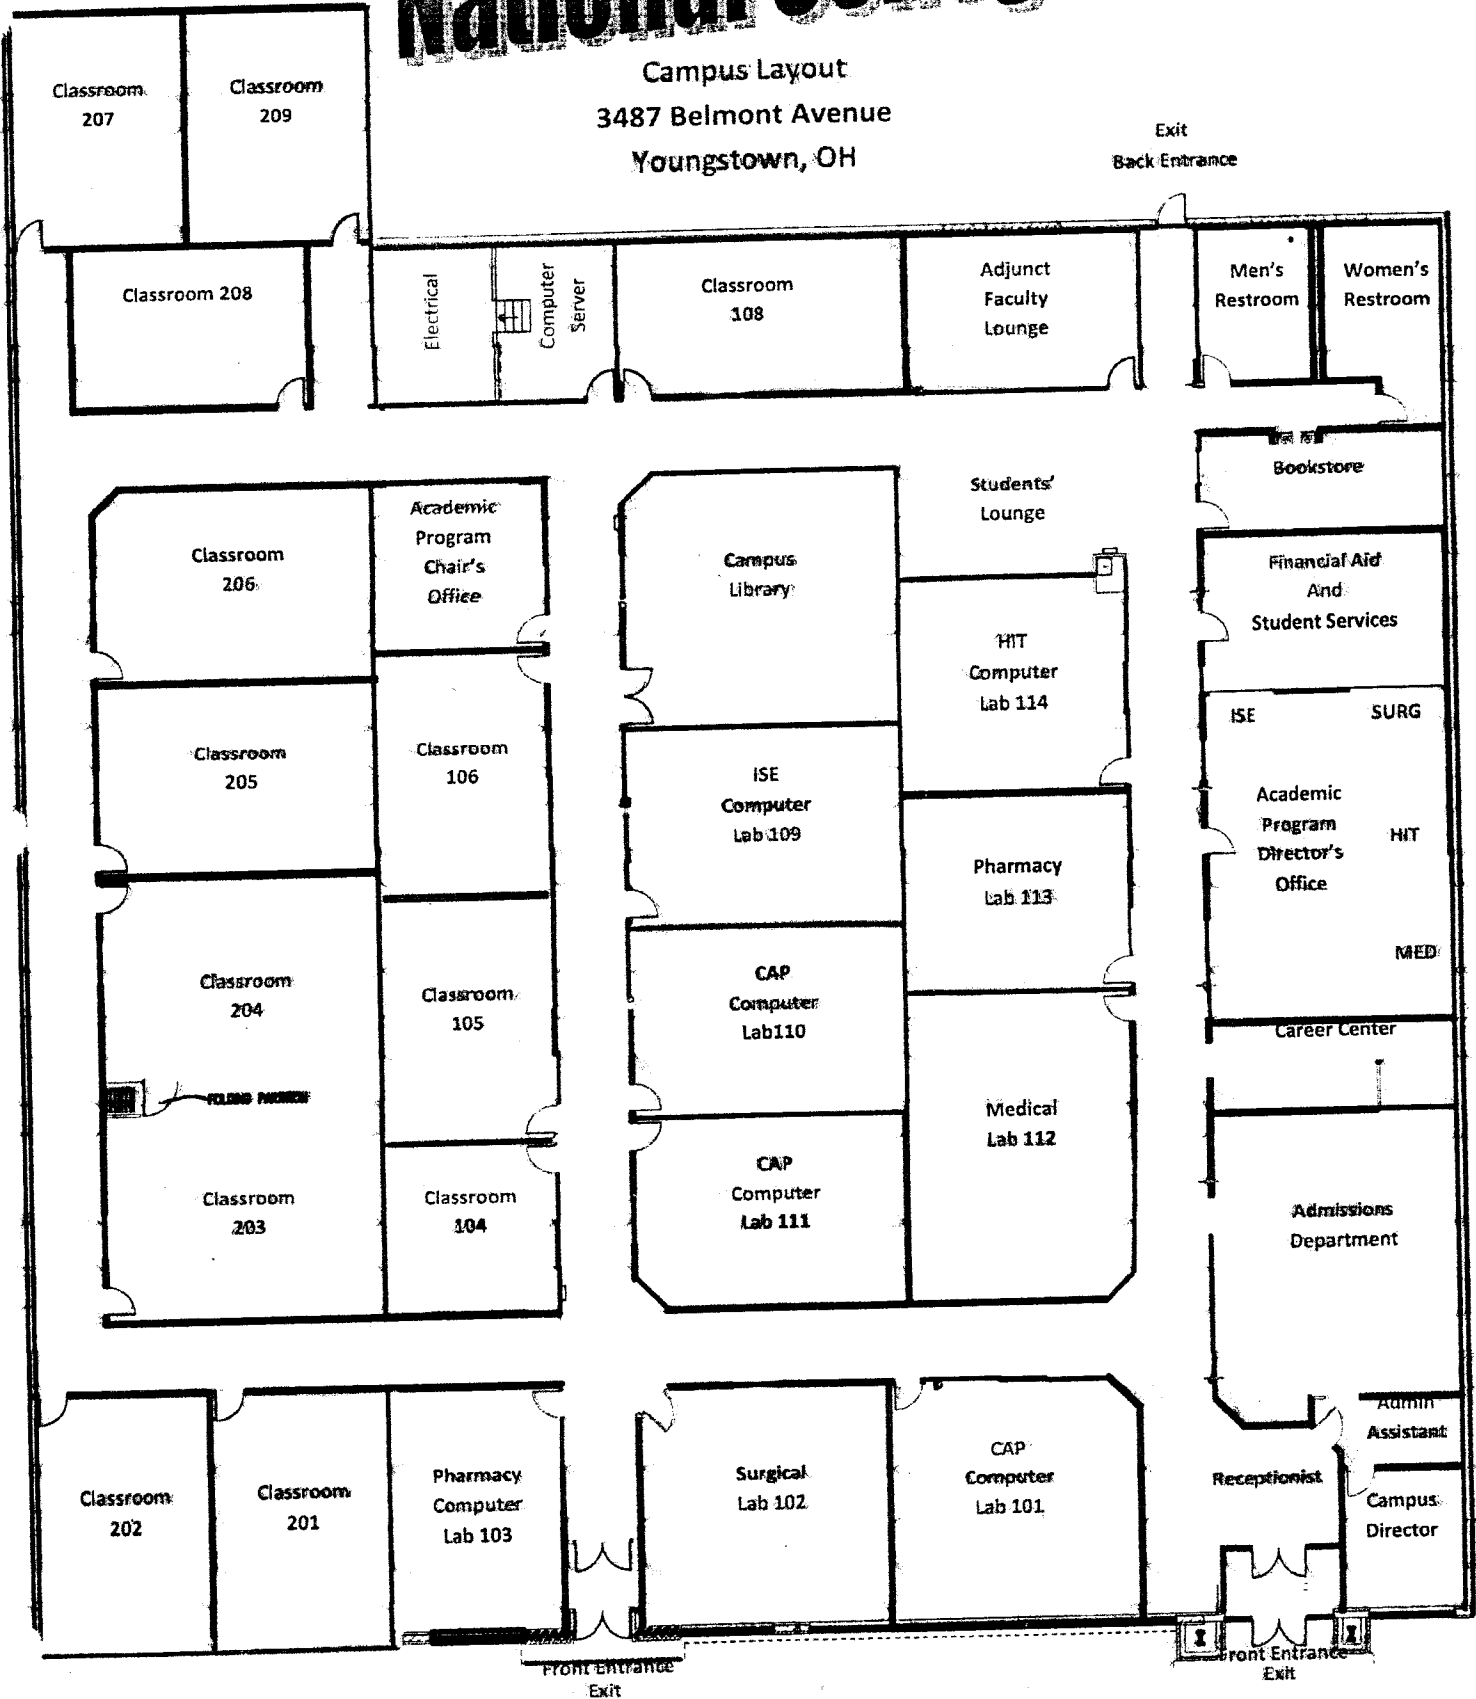 National
Campus Layout
3487 Belmont Avenue
Youngstown, OH
Exit
Back Entrance
Classroom
207
Classroom
209
Classroom 208
Electrical
Computer
Server
Classroom
108
Adjunct
Faculty
Lounge
Men's
Restroom
Women's
Restroom
Bookstore
Students'
Lounge
Classroom
206
Academic
Program
Chair's
Office
Campus
Library
Financial Aid
And
Student Services
HIT
Computer
Lab 114
ISE
SURG
Classroom
205
Classroom
106
ISE
Computer
Lab 109
Academic
Program
Director's
Office
HIT
MED
Pharmacy
Lab 113
Classroom
204
Classroom
105
CAP
Computer
Lab110
Career Center
FOLDING PARTITION
Medical
Lab 112
Classroom
203
Classroom
104
CAP
Computer
Lab 111
Admissions
Department
Admin
Assistant
Classroom
202
Classroom
201
Pharmacy
Computer
Lab 103
Surgical
Lab 102
CAP
Computer
Lab 101
Receptionist
Campus
Director
Front Entrance
Exit
Front Entrance
Exit